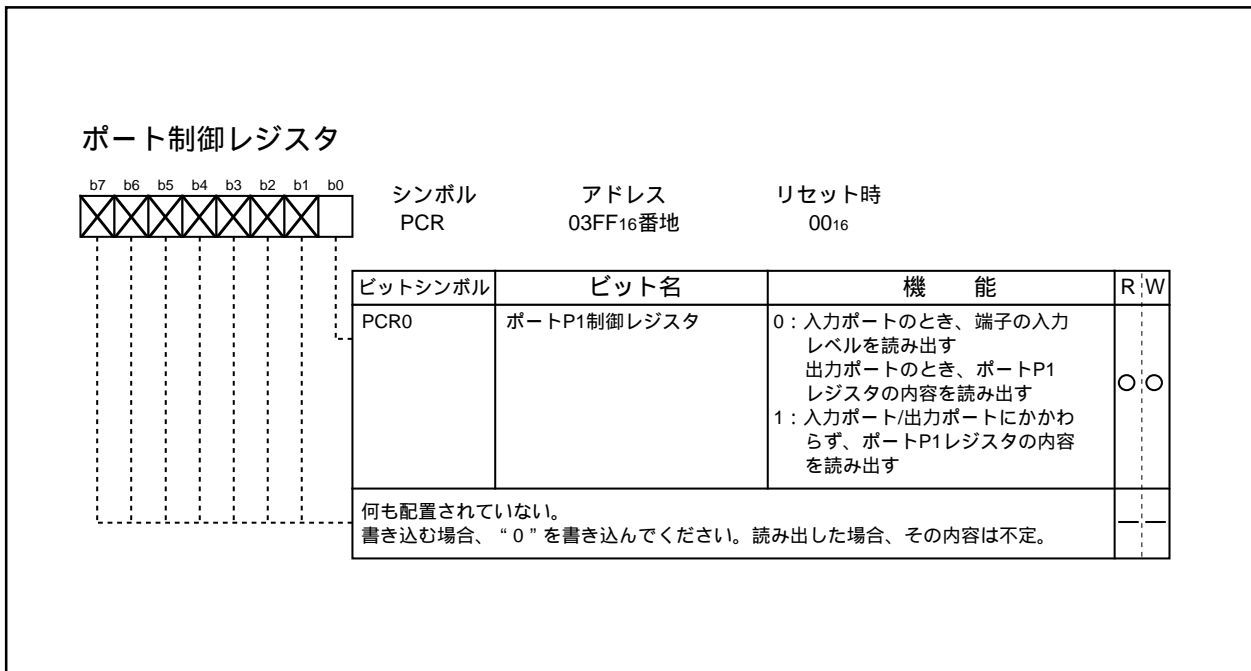 ポート制御レジスタ
b7 b6 b5 b4 b3 b2 b1 b0
シンボル アドレス リセット時
PCR 03FF16番地 0016
ビットシンボル ビット名 機 能 R W
PCR0 ポートP1制御レジスタ 0：入力ポートのとき、端子の入力
レベルを読み出す
出力ポートのとき、ポートP1
レジスタの内容を読み出す
1：入力ポート/出力ポートにかかわ
らず、ポートP1レジスタの内容
を読み出す
○ ○
何も配置されていない。
書き込む場合、“0”を書き込んでください。読み出した場合、その内容は不定。
— —